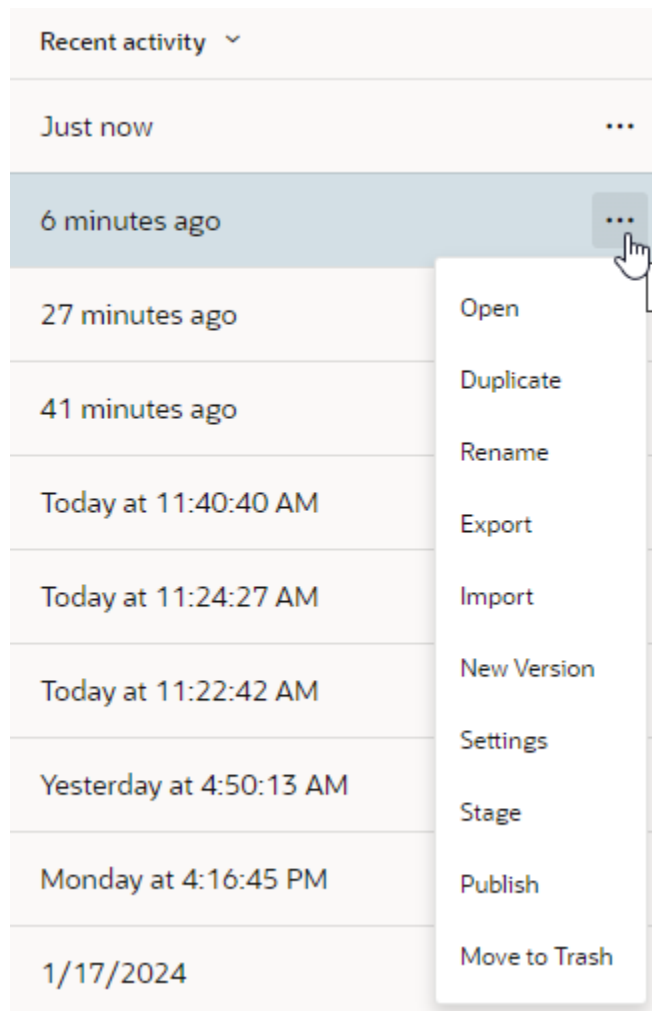 Recent activity
Just now
6 minutes ago
27 minutes ago
41 minutes ago
Today at 11:40:40 AM
Today at 11:24:27 AM
Today at 11:22:42 AM
Yesterday at 4:50:13 AM
Monday at 4:16:45 PM
1/17/2024
Open
Duplicate
Rename
Export
Import
New Version
Settings
Stage
Publish
Move to Trash